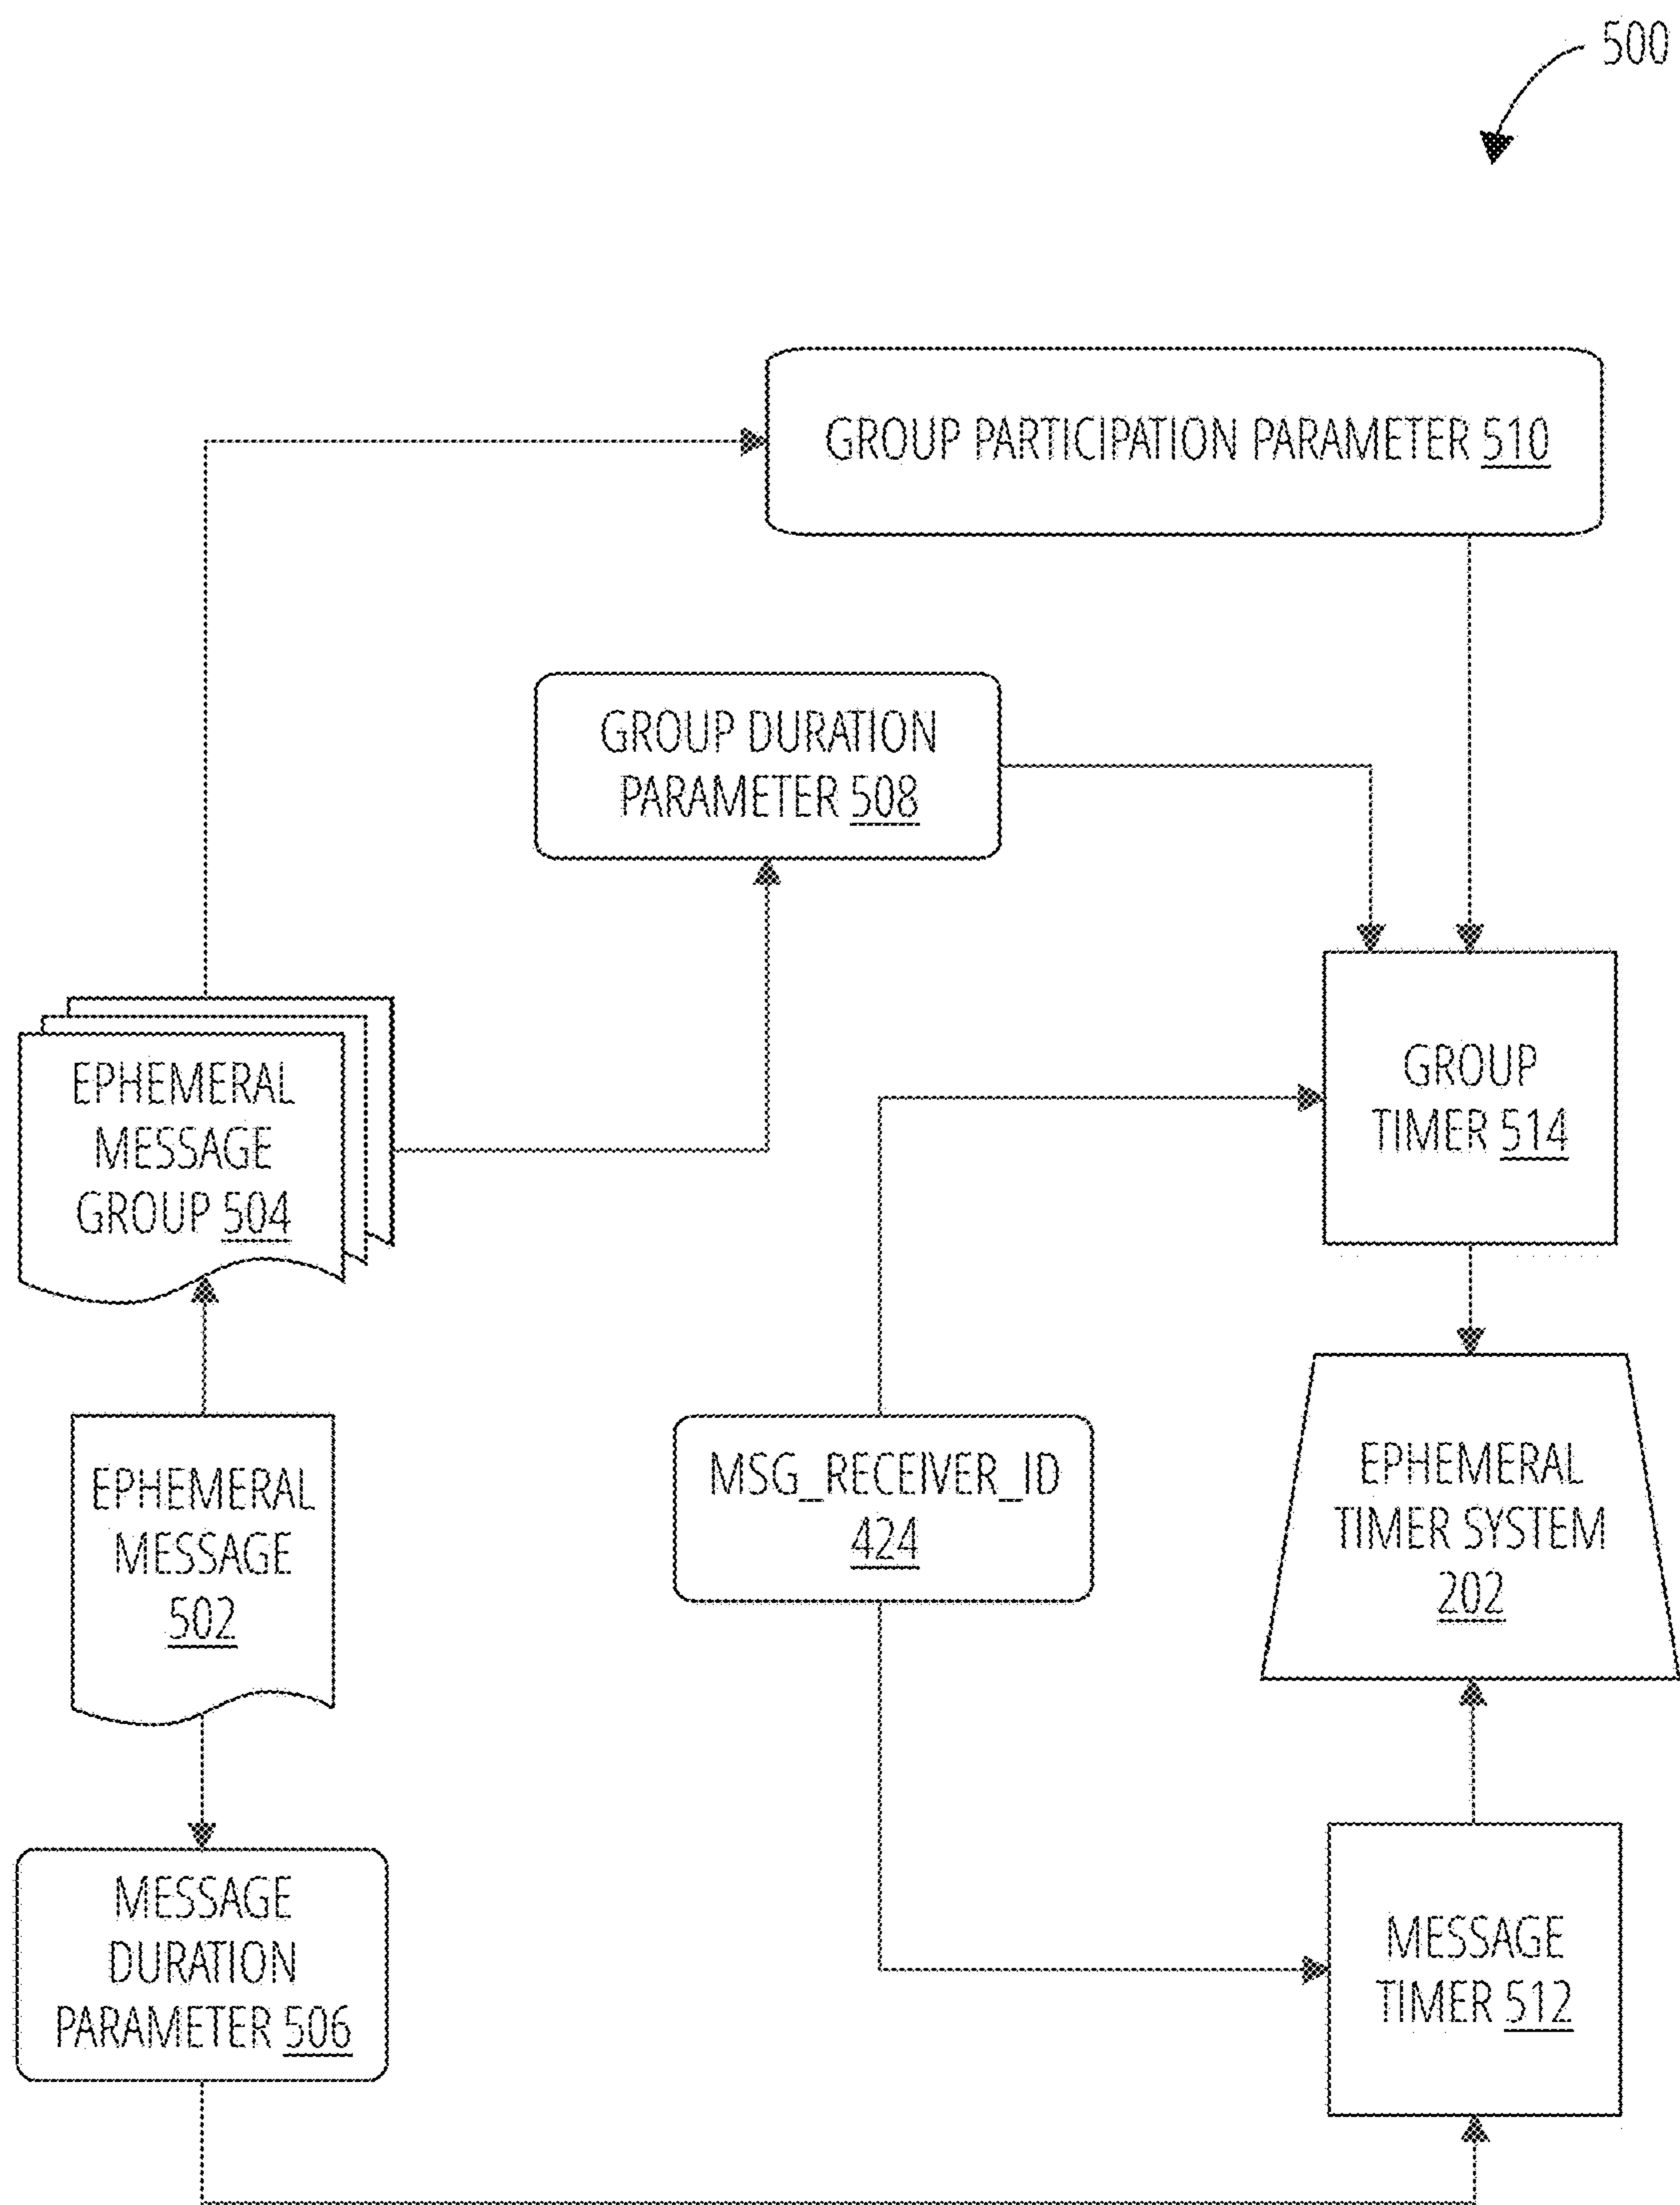 500
GROUP PARTICIPATION PARAMETER 510
GROUP DURATION
PARAMETER 508
EPHEMERAL
MESSAGE
GROUP 504
GROUP
TIMER 514
EPHEMERAL
MESSAGE
502
MSG_RECEIVER_ID
424
EPHEMERAL
TIMER SYSTEM
202
MESSAGE
DURATION
PARAMETER 506
MESSAGE
TIMER 512